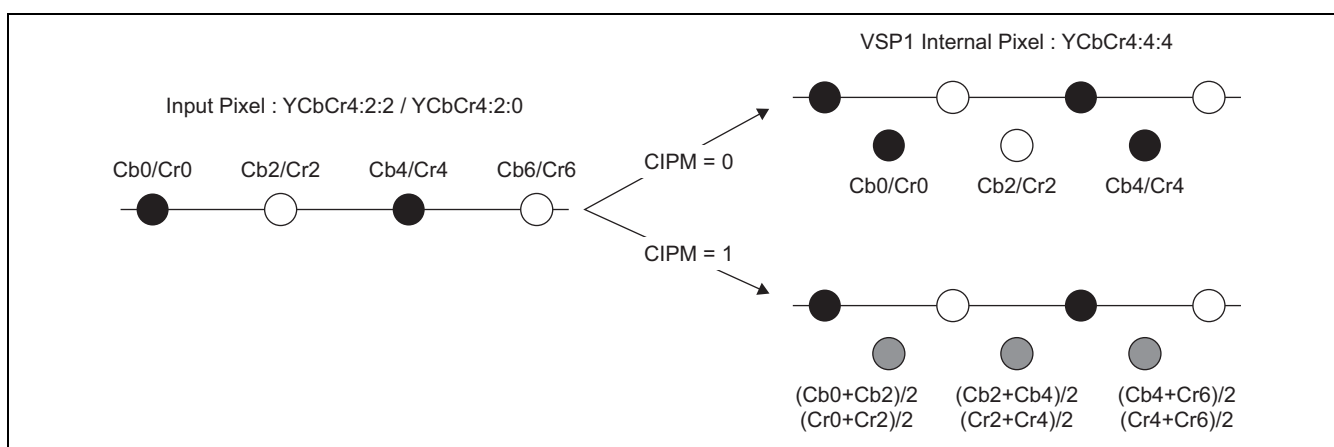 VSP1 Internal Pixel : YCbCr4:4:4
Input Pixel : YCbCr4:2:2 / YCbCr4:2:0
Cb0/Cr0 Cb2/Cr2 Cb4/Cr4 Cb6/Cr6
CIPM = 0
Cb0/Cr0 Cb2/Cr2 Cb4/Cr4
CIPM = 1
(Cb0+Cb2)/2 (Cb2+Cb4)/2 (Cb4+Cr6)/2
(Cr0+Cr2)/2 (Cr2+Cr4)/2 (Cr4+Cr6)/2